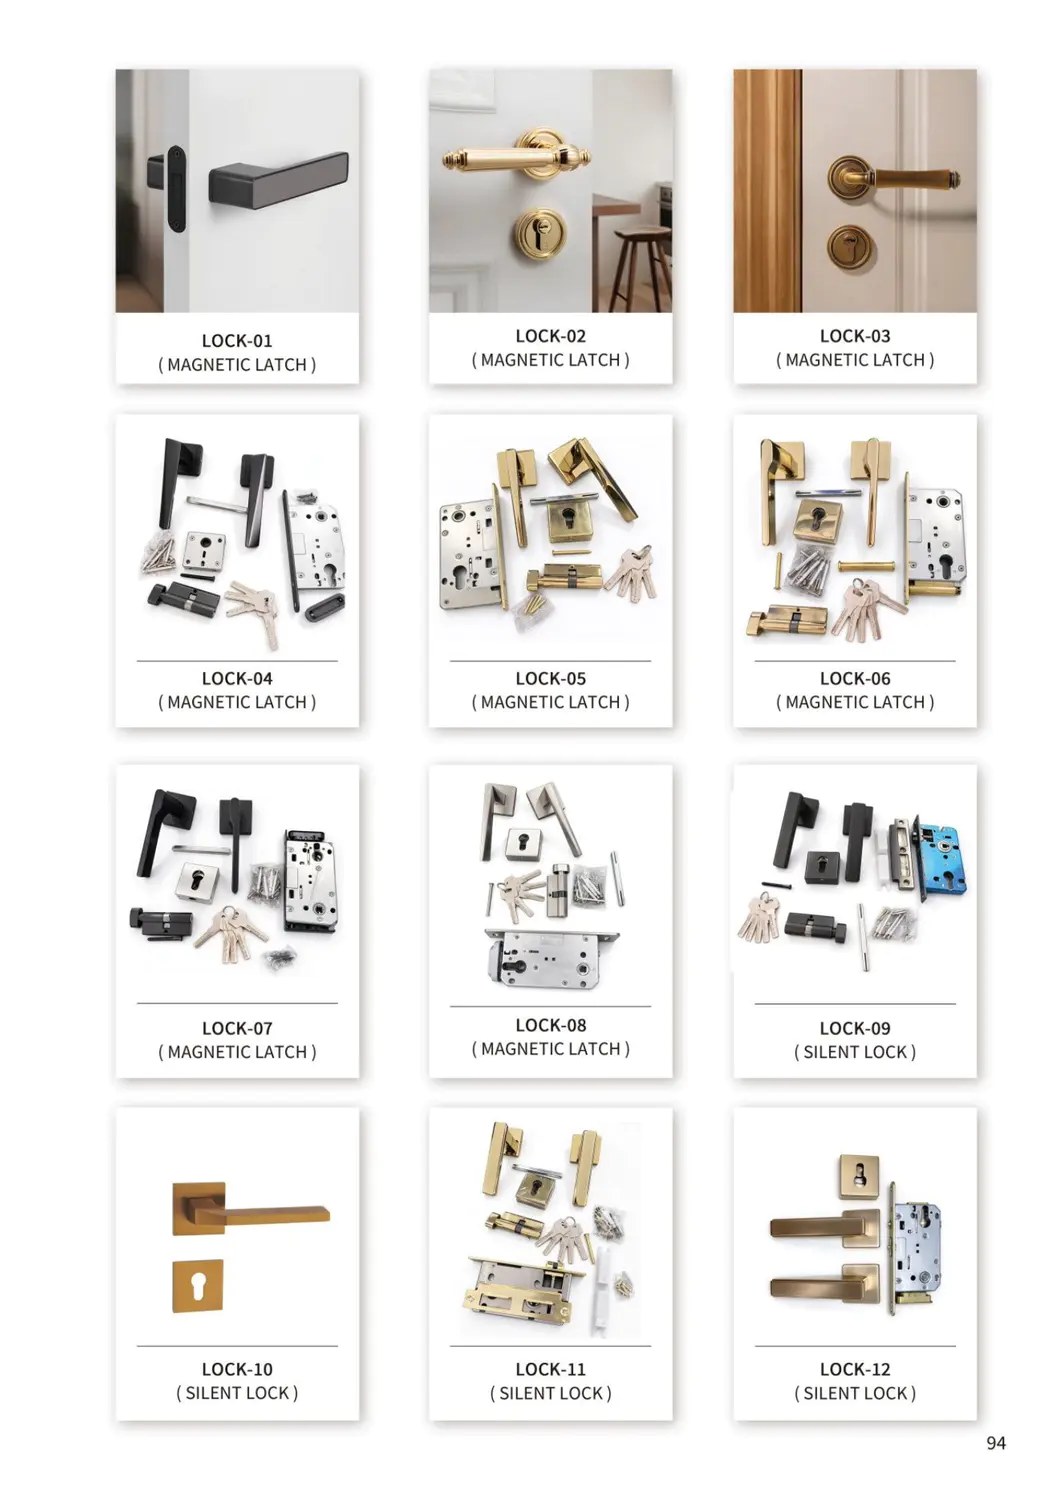 LOCK-01
( MAGNETIC LATCH )
LOCK-02
( MAGNETIC LATCH )
LOCK-03
( MAGNETIC LATCH )
LOCK-04
( MAGNETIC LATCH )
LOCK-05
( MAGNETIC LATCH )
LOCK-06
( MAGNETIC LATCH )
LOCK-07
( MAGNETIC LATCH )
LOCK-08
( MAGNETIC LATCH )
LOCK-09
( SILENT LOCK )
LOCK-10
( SILENT LOCK )
LOCK-11
( SILENT LOCK )
LOCK-12
( SILENT LOCK )
94